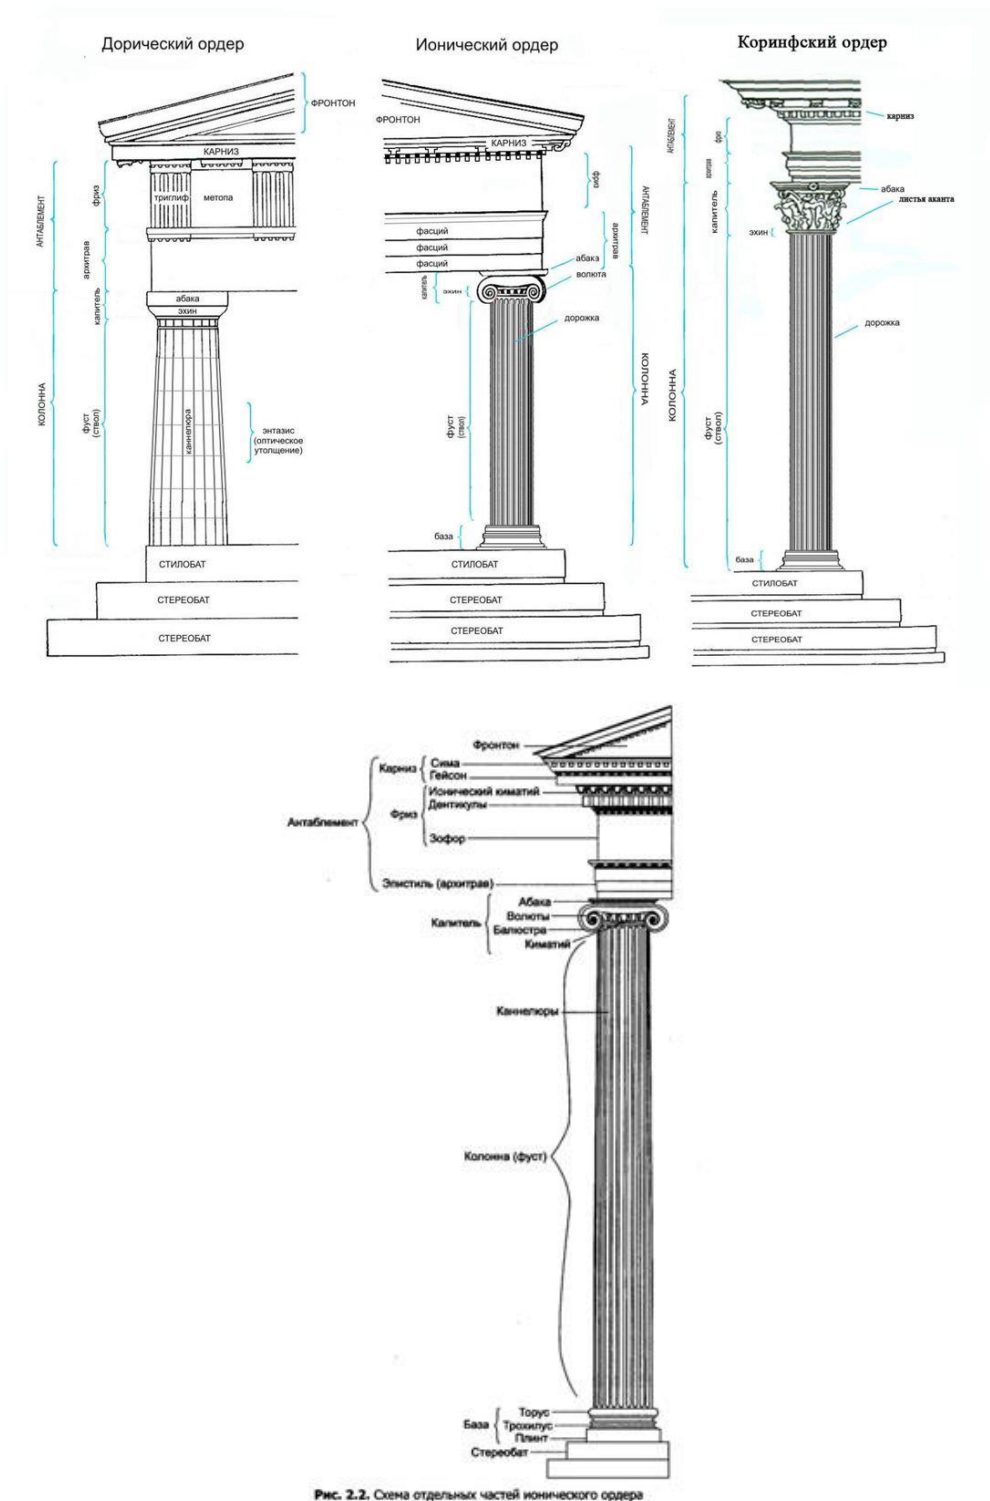 Дорический ордер
ФРОНТОН
КАРНИЗ
АНТАБЛЕМЕНТ
фриз
триглиф
метопа
архитрав
капитель
абака
эхин
КОЛОННА
фуст
(ствол)
каннелюра
энтазис
(оптическое
утолщение)
СТИЛОБАТ
СТЕРЕОБАТ
СТЕРЕОБАТ
Ионический ордер
ФРОНТОН
КАРНИЗ
фриз
АНТАБЛЕМЕНТ
фасций
фасций
фасций
архитрав
абака
волюта
капитель
эхин
дорожка
КОЛОННА
фуст
(ствол)
база
СТИЛОБАТ
СТЕРЕОБАТ
СТЕРЕОБАТ
Коринфский ордер
АНТАБЛЕМЕНТ
карниз
фриз
архитрав
капитель
абака
листья аканта
эхин
дорожка
КОЛОННА
фуст
(ствол)
база
СТИЛОБАТ
СТЕРЕОБАТ
СТЕРЕОБАТ
Фронтон
Карниз
Сима
Гейсон
Ионический киматий
Дентикулы
Фриз
Антаблемент
Зофор
Эпистиль (архитрав)
Абака
Капитель
Волюты
Балюстра
Киматий
Каннелюры
Колонна (фуст)
Торус
База
Трохилус
Плинт
Стереобат
Рис. 2.2. Схема отдельных частей ионического ордера